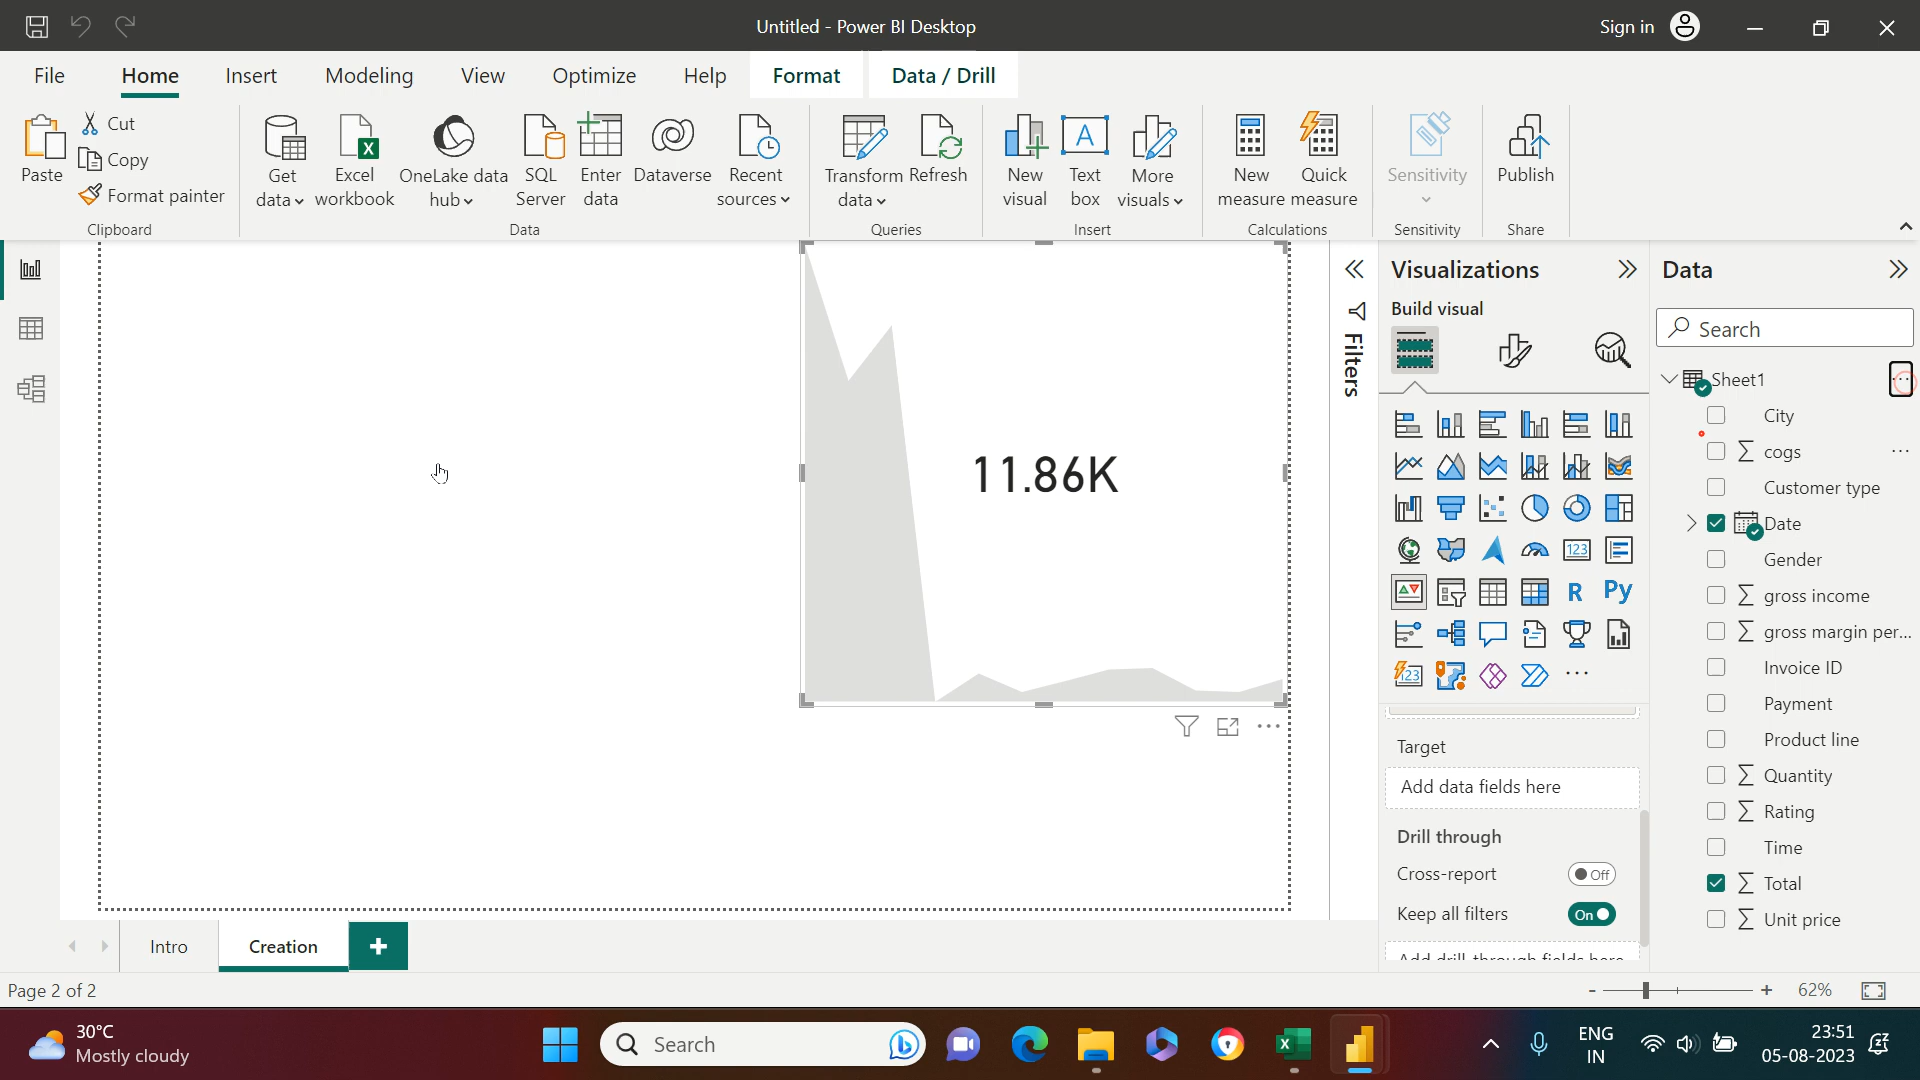 Untitled - Power BI Desktop
Sign in
File Home Insert Modeling View Optimize Help Format Data / Drill
Paste
Cut
Copy
Format painter
Clipboard
Get data
Excel workbook
OneLake data hub
SQL Server
Enter data
Dataverse
Recent sources
Data
Transform data
Refresh
Queries
New visual
A
Text box
More visuals
Insert
New measure
Quick measure
Calculations
Sensitivity
Sensitivity
Publish
Share
11.86K
Filters
Visualizations
Build visual
123
R
Py
123
Target
Add data fields here
Drill through
Cross-report
Off
Keep all filters
On
Data
Search
Sheet1
City
cogs
Customer type
Date
Gender
gross income
gross margin per...
Invoice ID
Payment
Product line
Quantity
Rating
Time
Total
Unit price
Intro
Creation
Page 2 of 2
62%
30°C
Mostly cloudy
Search
ENG
IN
23:51
05-08-2023